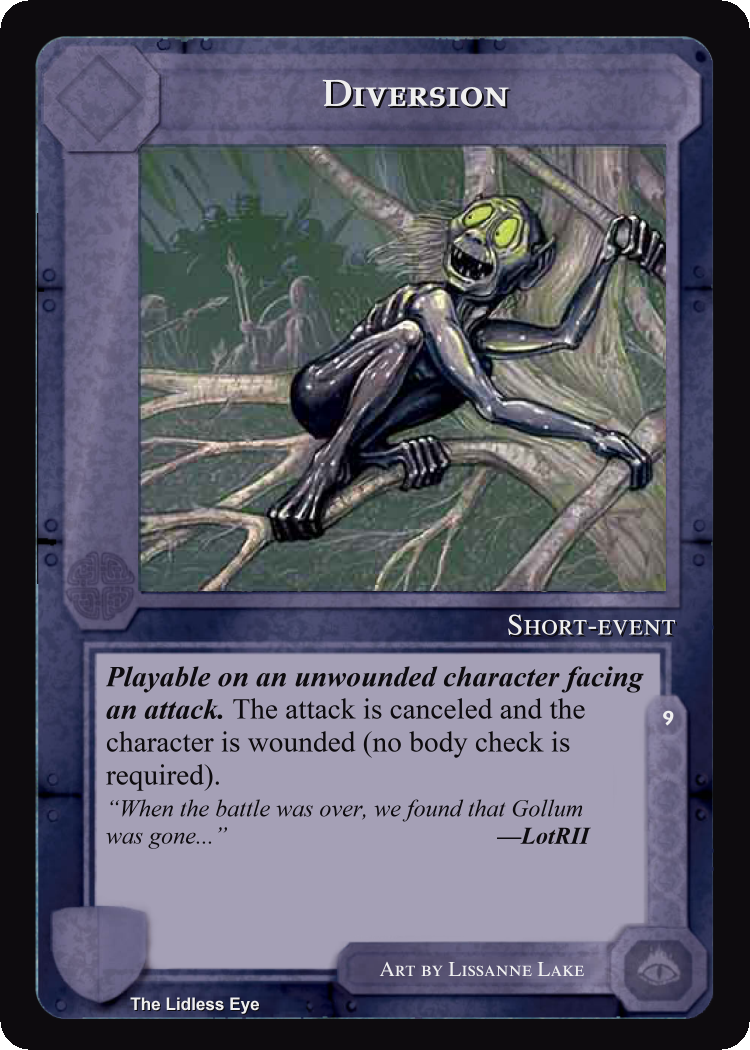 Diversion
Short-event
Playable on an unwounded character facing
an attack. The attack is canceled and the
character is wounded (no body check is
required).
“When the battle was over, we found that Gollum
was gone...” —LotRII
9
Art by Lissanne Lake
The Lidless Eye